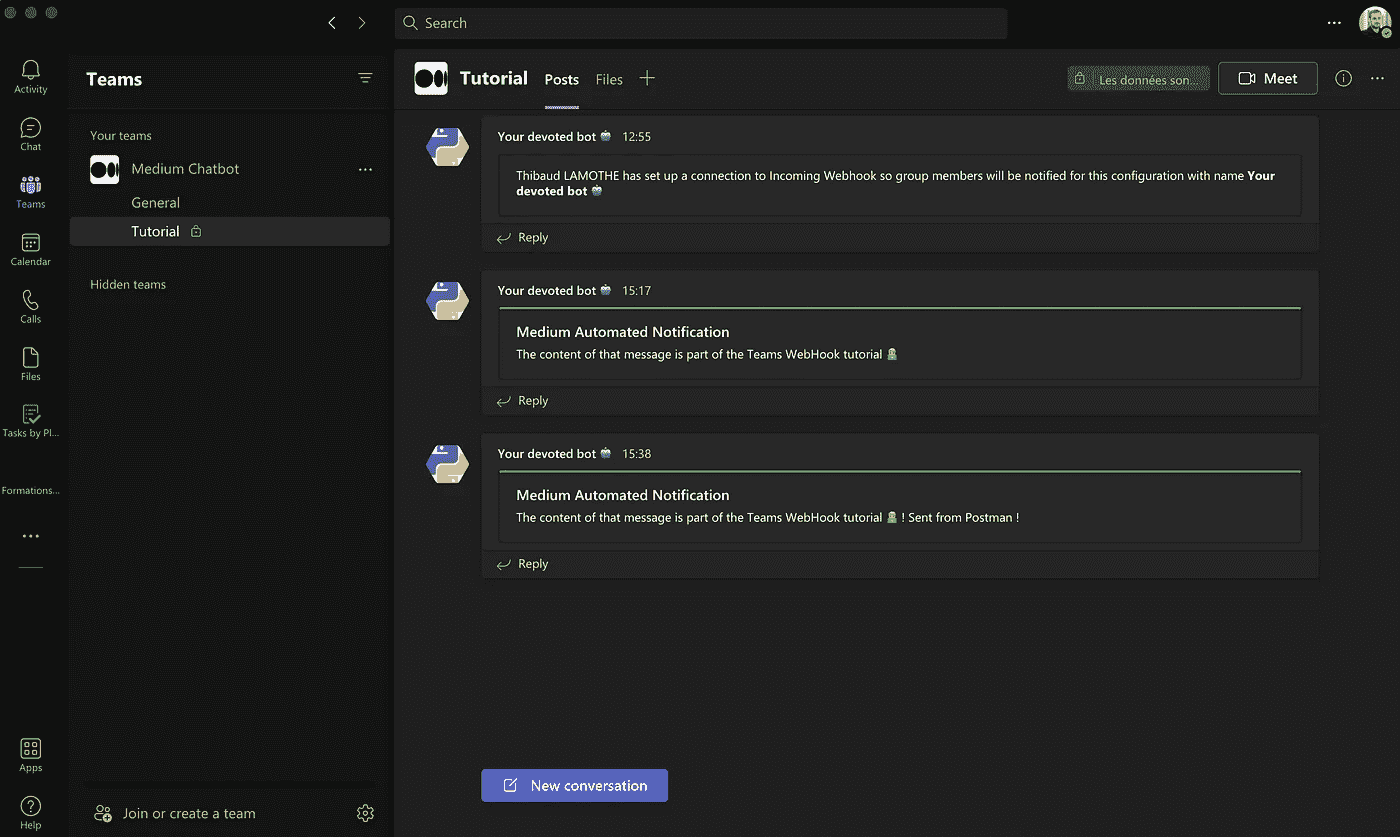 Search
Activity
Chat
Teams
Calendar
Calls
Files
Tasks by Pl...
Formations...
Apps
Help
Teams
Your teams
Medium Chatbot
General
Tutorial
Hidden teams
Join or create a team
Tutorial Posts Files
Les données son...
Meet
Your devoted bot 12:55
Thibaud LAMOTHE has set up a connection to Incoming Webhook so group members will be notified for this configuration with name Your
devoted bot
Reply
Your devoted bot 15:17
Medium Automated Notification
The content of that message is part of the Teams WebHook tutorial
Reply
Your devoted bot 15:38
Medium Automated Notification
The content of that message is part of the Teams WebHook tutorial ! Sent from Postman !
Reply
New conversation